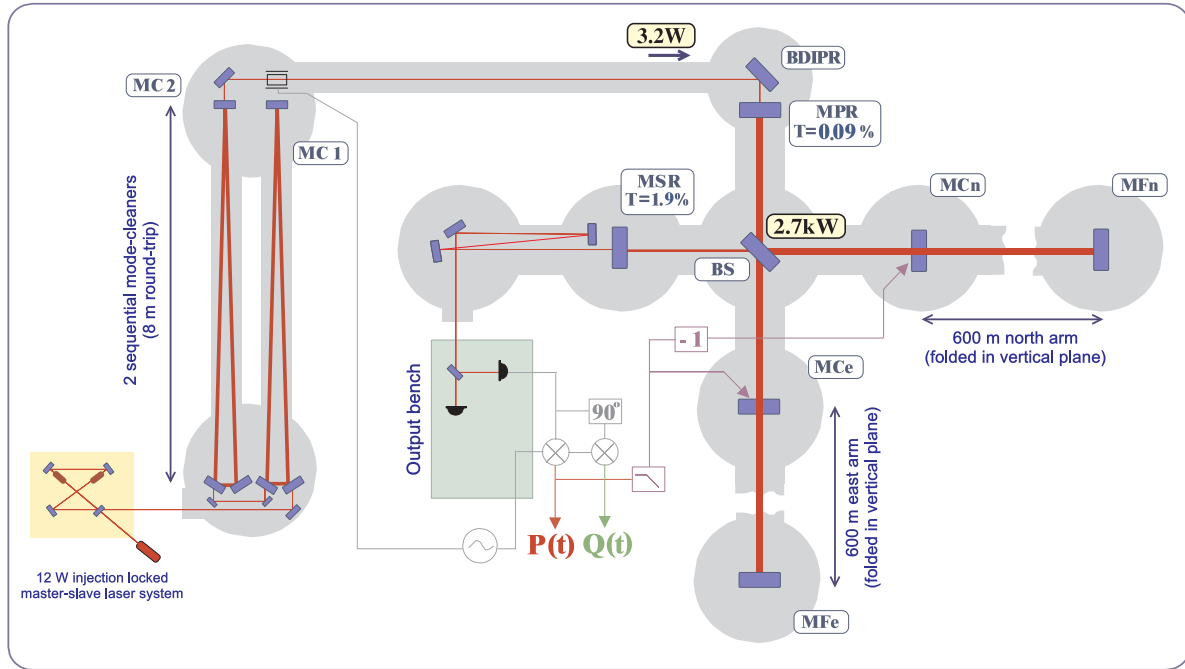 3.2W
BDIPR
MC 2
MPR
T=0.09 %
MC 1
MSR
T=1.9%
MCn
MFn
2.7kW
BS
2 sequential mode-cleaners
(8 m round-trip)
- 1
600 m north arm
(folded in vertical plane)
MCe
Output bench
90°
600 m east arm
(folded in vertical plane)
P(t)
Q(t)
12 W injection locked
master-slave laser system
MFe